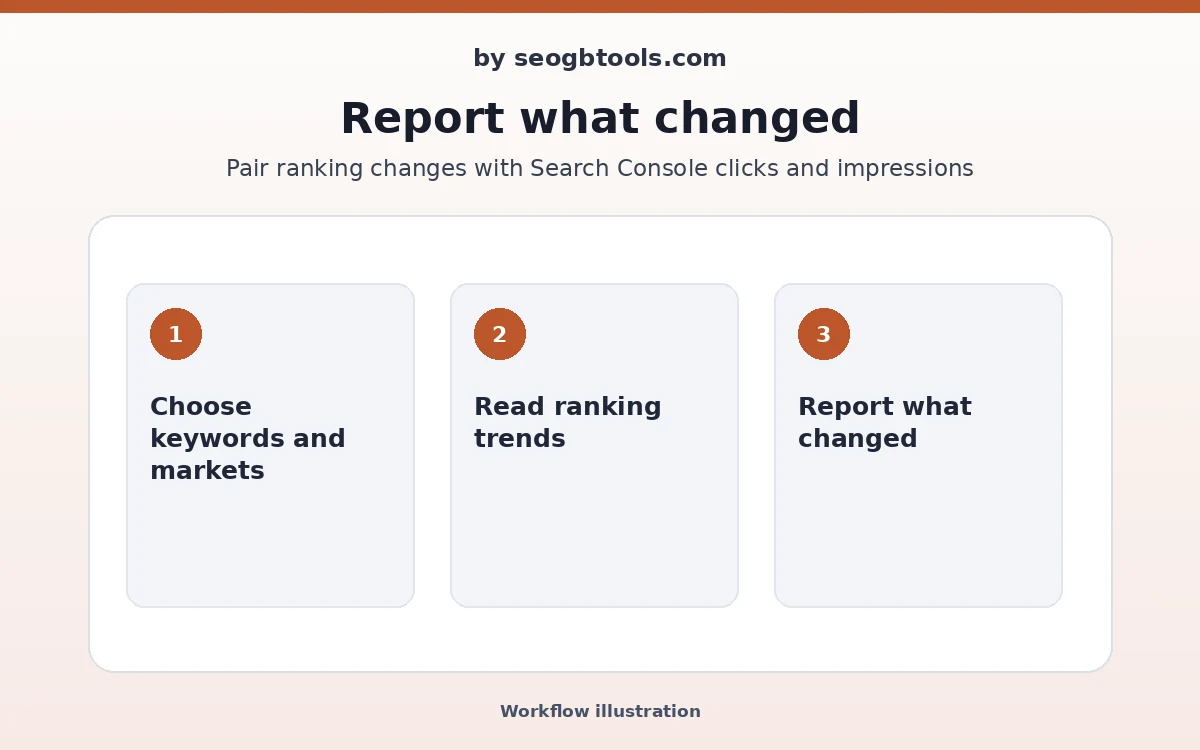 by seogbtools.com
Report what changed
Pair ranking changes with Search Console clicks and impressions
1
Choose
keywords and
markets
2
Read ranking
trends
3
Report what
changed
Workflow illustration